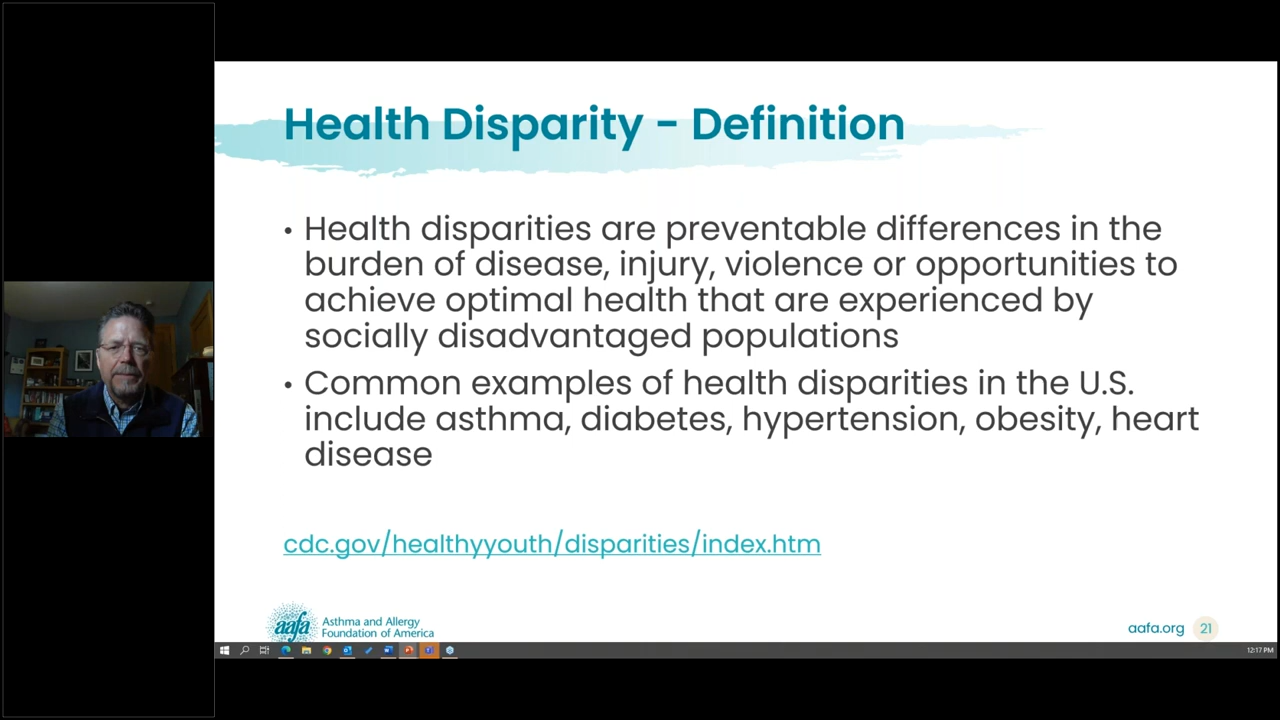 Health Disparity - Definition
• Health disparities are preventable differences in the
burden of disease, injury, violence or opportunities to
achieve optimal health that are experienced by
socially disadvantaged populations
• Common examples of health disparities in the U.S.
include asthma, diabetes, hypertension, obesity, heart
disease
cdc.gov/healthyyouth/disparities/index.htm
aafa
Asthma and Allergy
Foundation of America
aafa.org 21
12:17 PM